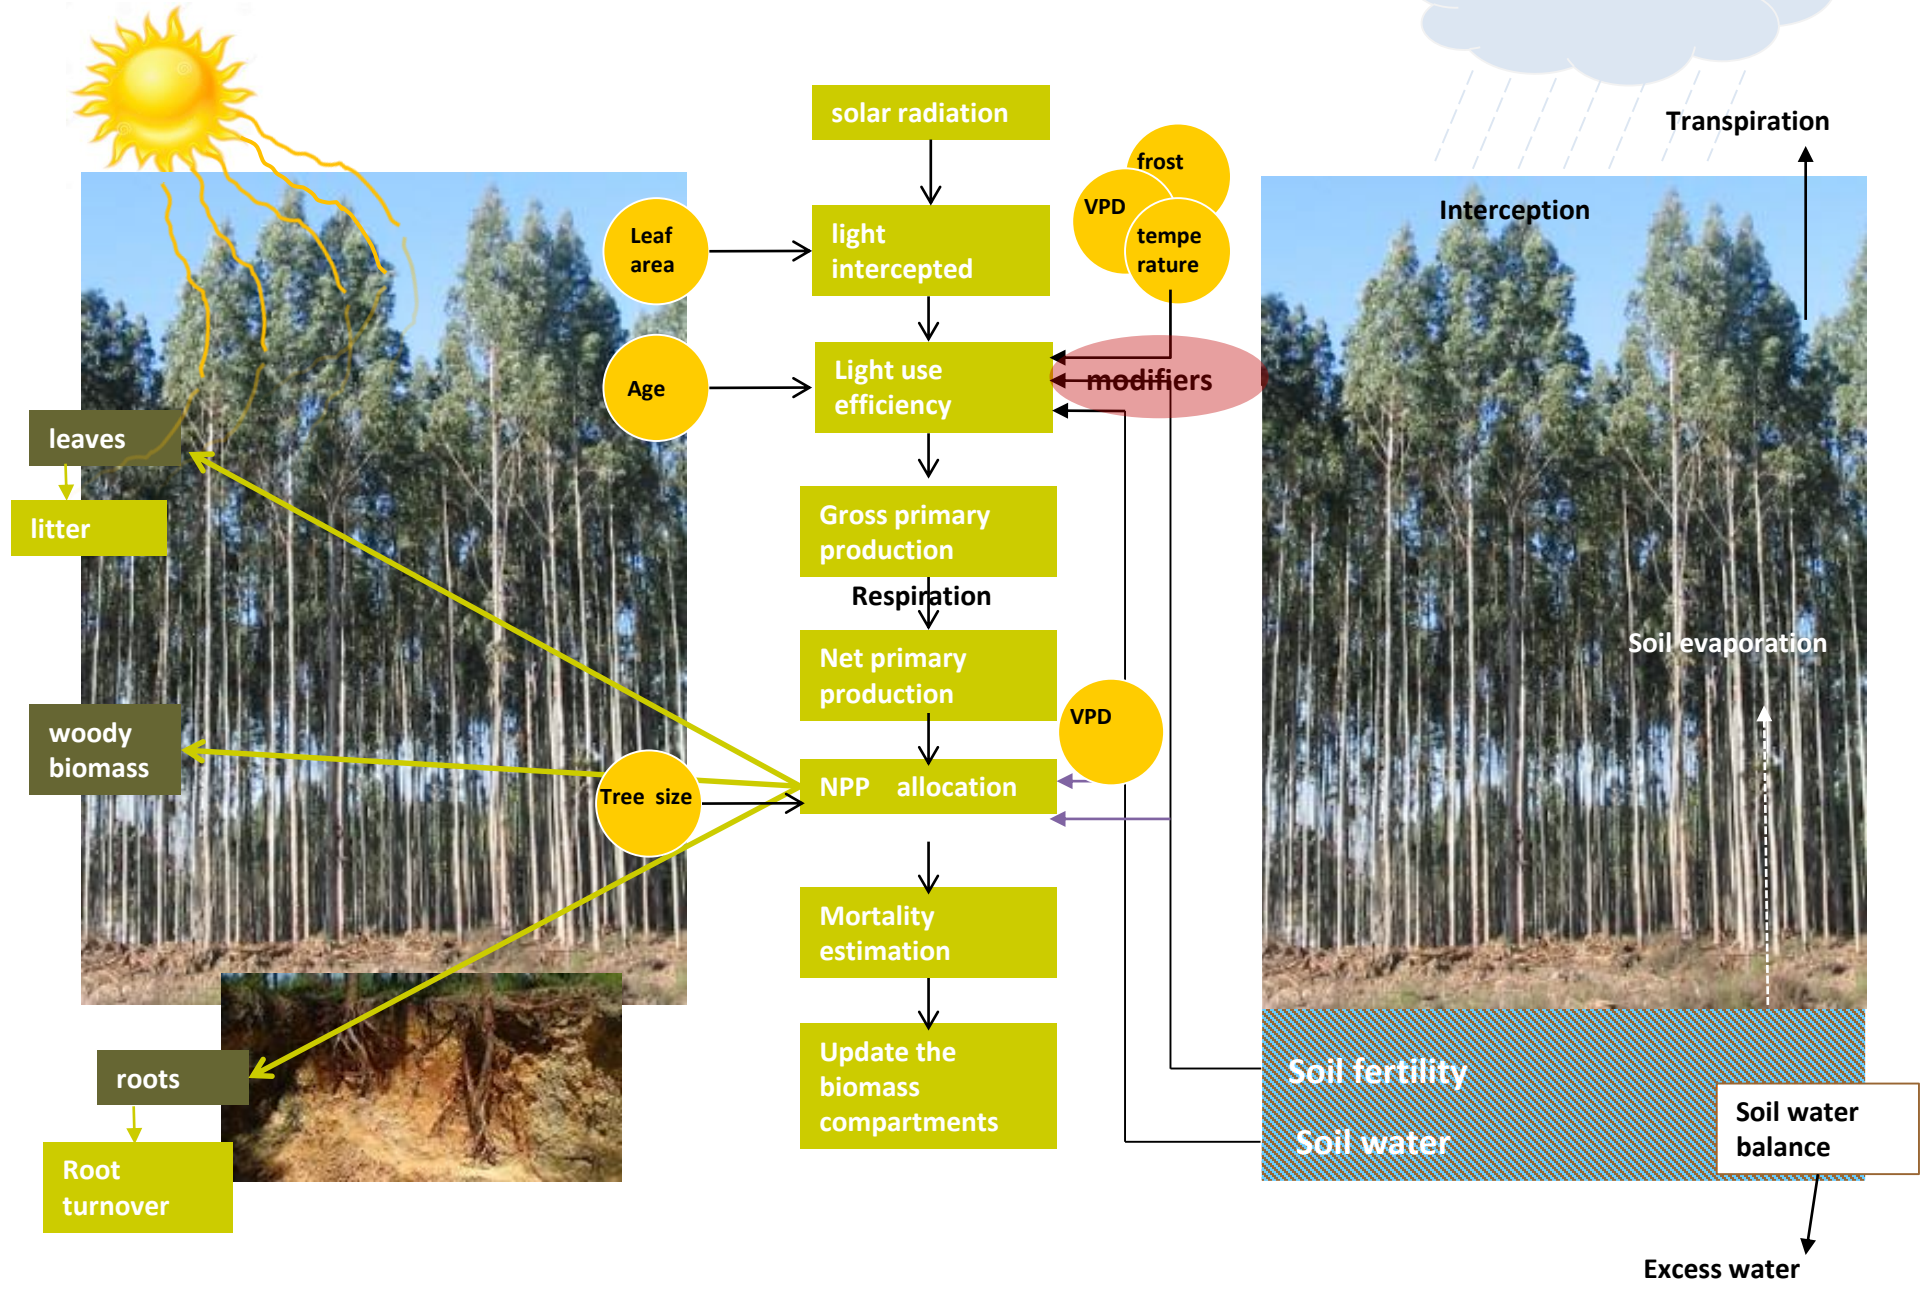 solar radiation
Transpiration
frost
VPD
tempe
rature
Interception
Leaf
area
light
intercepted
Age
Light use
efficiency
modifiers
leaves
litter
Gross primary
production
Respiration
Net primary
production
Soil evaporation
VPD
woody
biomass
Tree size
NPP allocation
Mortality
estimation
roots
Update the
biomass
compartments
Soil fertility
Soil water
Soil water
balance
Root
turnover
Excess water